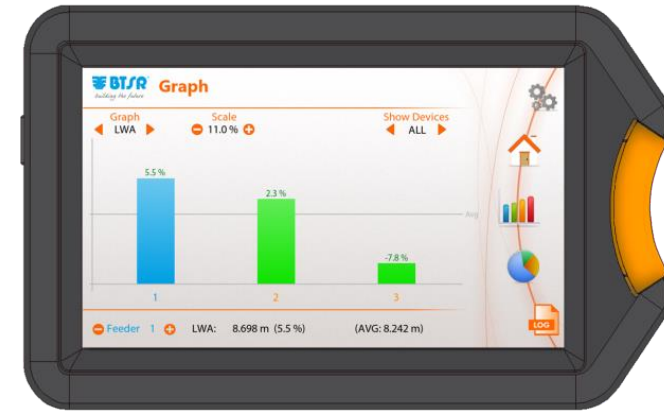 BTSR Graph
building the future
Graph Scale Show Devices
LWA 11.0 % ALL
5.5 %
2.3 %
Avg
-7.8 %
1 2 3
Feeder 1 LWA: 8.698 m (5.5 %) (AVG: 8.242 m)
LOG